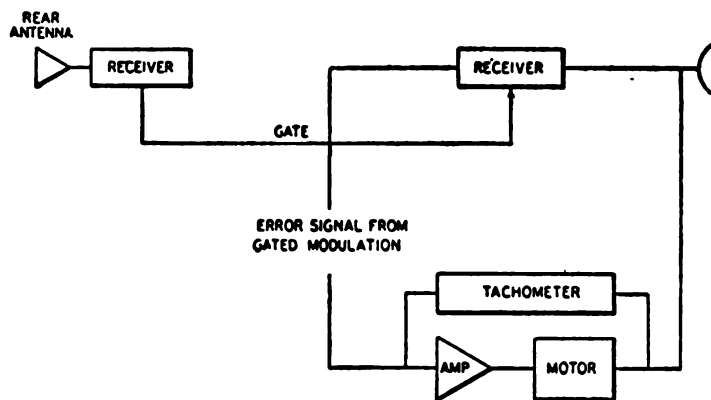 REAR
ANTENNA
RECEIVER
RECEIVER
GATE
ERROR SIGNAL FROM
GATED MODULATION
TACHOMETER
AMP
MOTOR